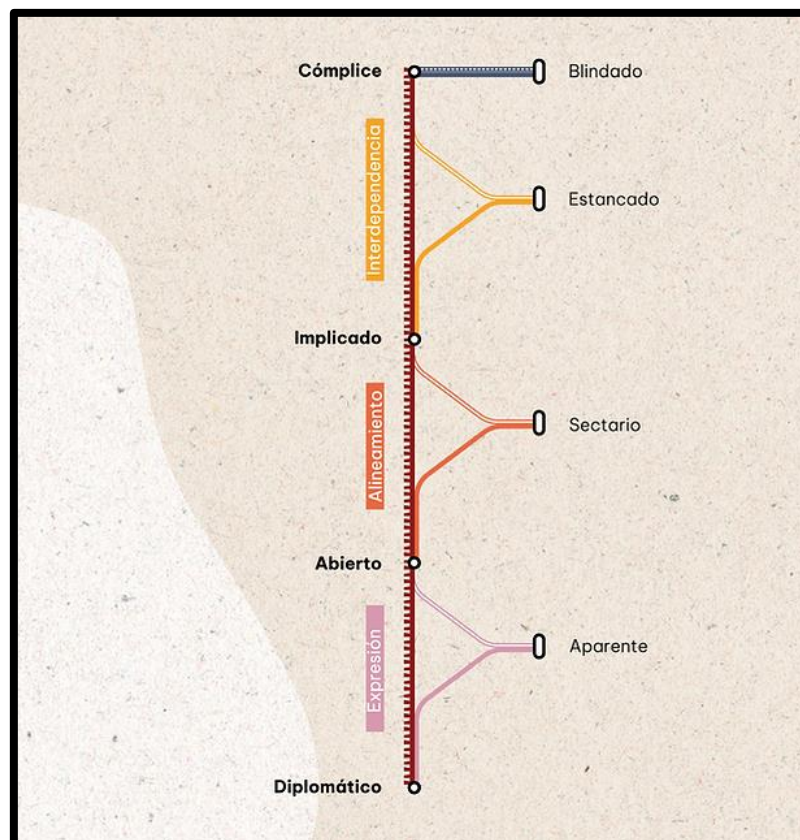 Cómplice
Blindado
Interdependencia
Estancado
Implicado
Alineamiento
Sectario
Abierto
Expresión
Aparente
Diplomático